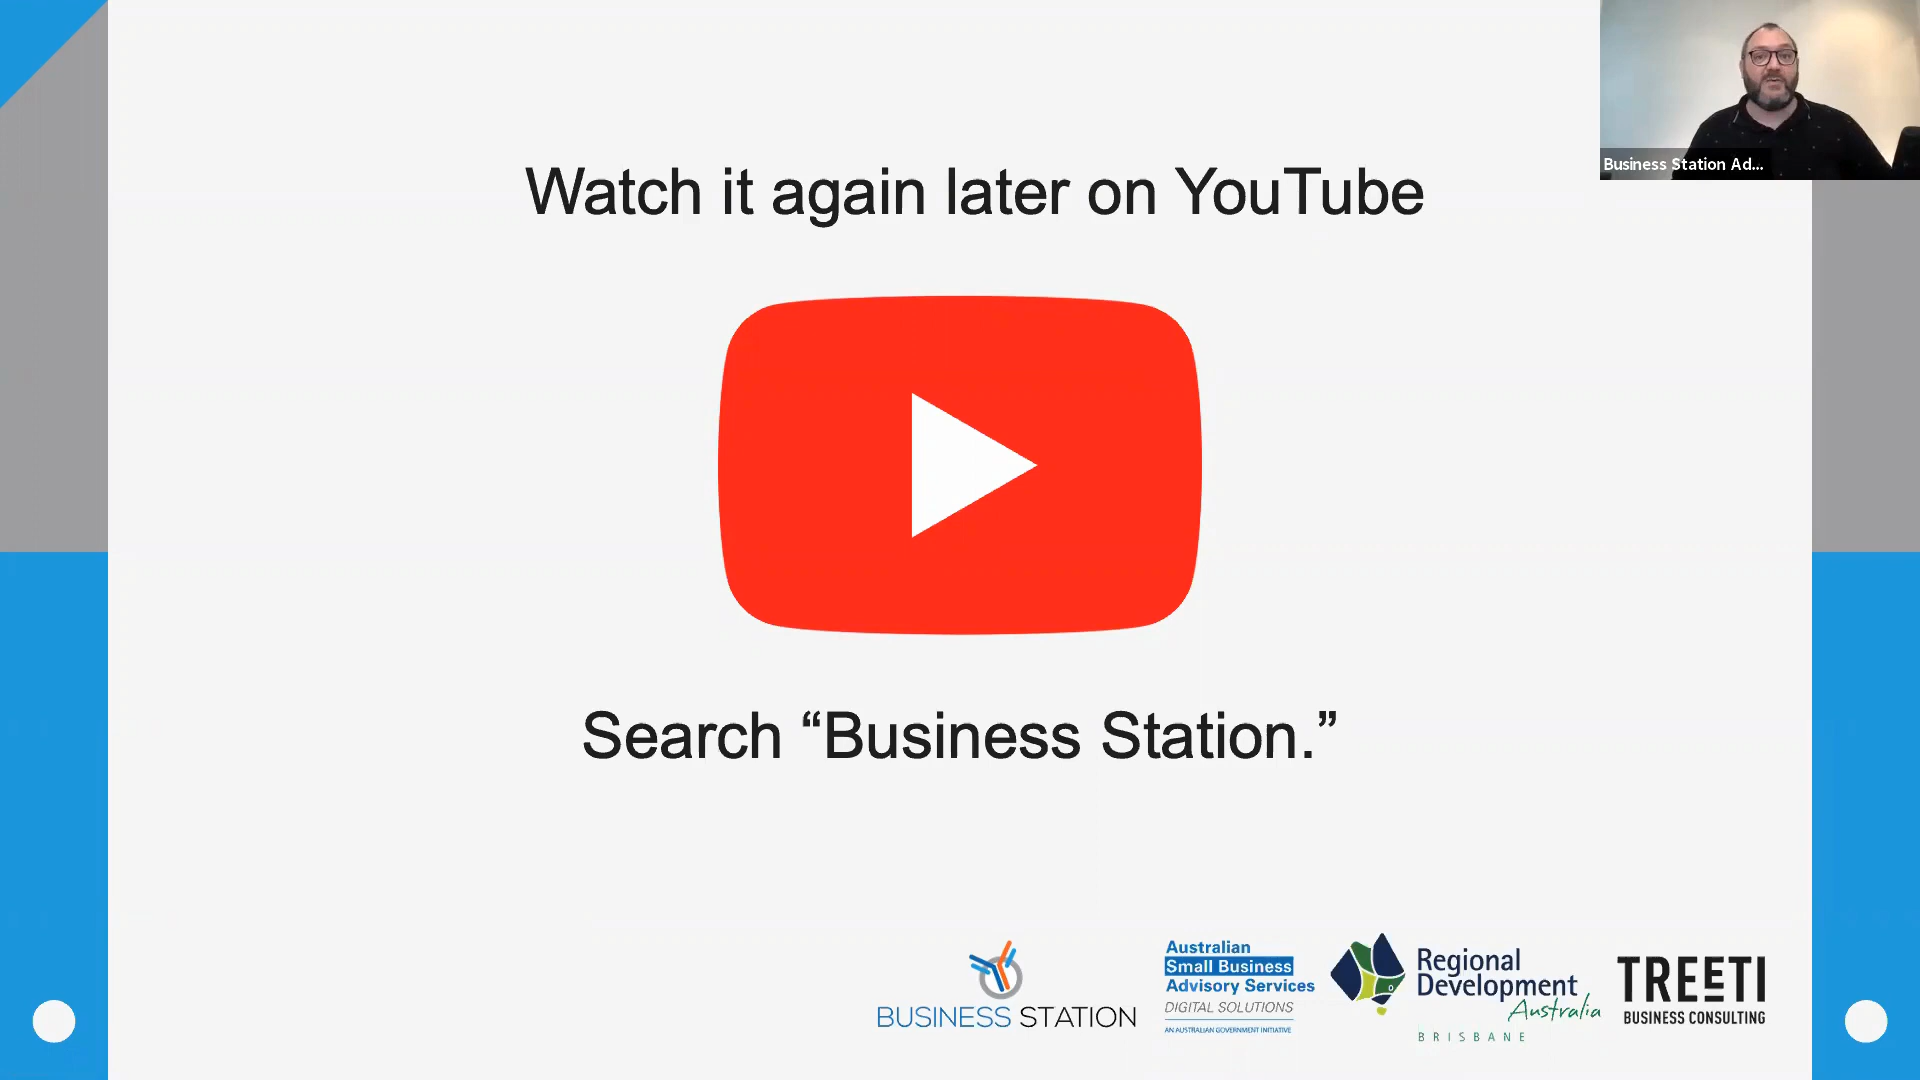 Watch it again later on YouTube
Business Station Ad...
Search “Business Station.”
BUSINESS STATION
Australian
Small Business
Advisory Services
DIGITAL SOLUTIONS
AN AUSTRALIAN GOVERNMENT INITIATIVE
Regional
Development
Australia
BRISBANE
TREETI
BUSINESS CONSULTING